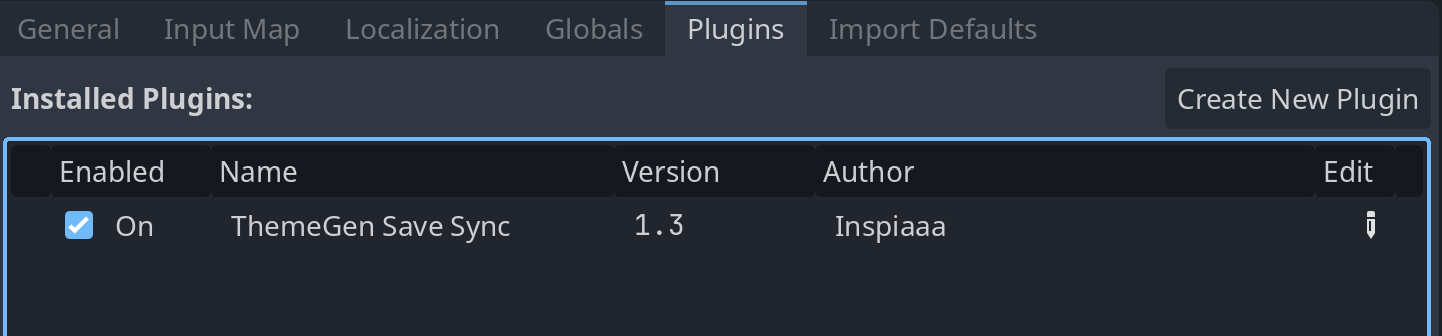 General Input Map Localization Globals Plugins Import Defaults
Installed Plugins: Create New Plugin
Enabled Name Version Author Edit
On ThemeGen Save Sync 1.3 Inspiaaa